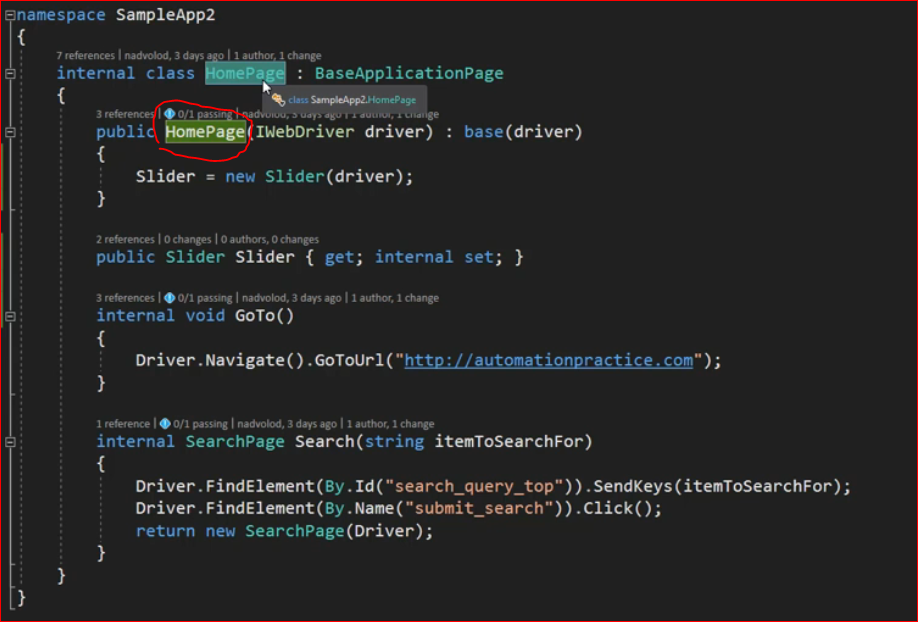 namespace SampleApp2
{
7 references | nadvolod, 3 days ago | 1 author, 1 change
internal class HomePage : BaseApplicationPage
{
class SampleApp2.HomePage
3 references | 0/1 passing | nadvolod, 3 days ago | 1 author, 1 change
public HomePage(IWebDriver driver) : base(driver)
{
Slider = new Slider(driver);
}
2 references | 0 changes | 0 authors, 0 changes
public Slider Slider { get; internal set; }
3 references | 0/1 passing | nadvolod, 3 days ago | 1 author, 1 change
internal void GoTo()
{
Driver.Navigate().GoToUrl("http://automationpractice.com");
}
1 reference | 0/1 passing | nadvolod, 3 days ago | 1 author, 1 change
internal SearchPage Search(string itemToSearchFor)
{
Driver.FindElement(By.Id("search_query_top")).SendKeys(itemToSearchFor);
Driver.FindElement(By.Name("submit_search")).Click();
return new SearchPage(Driver);
}
}
}